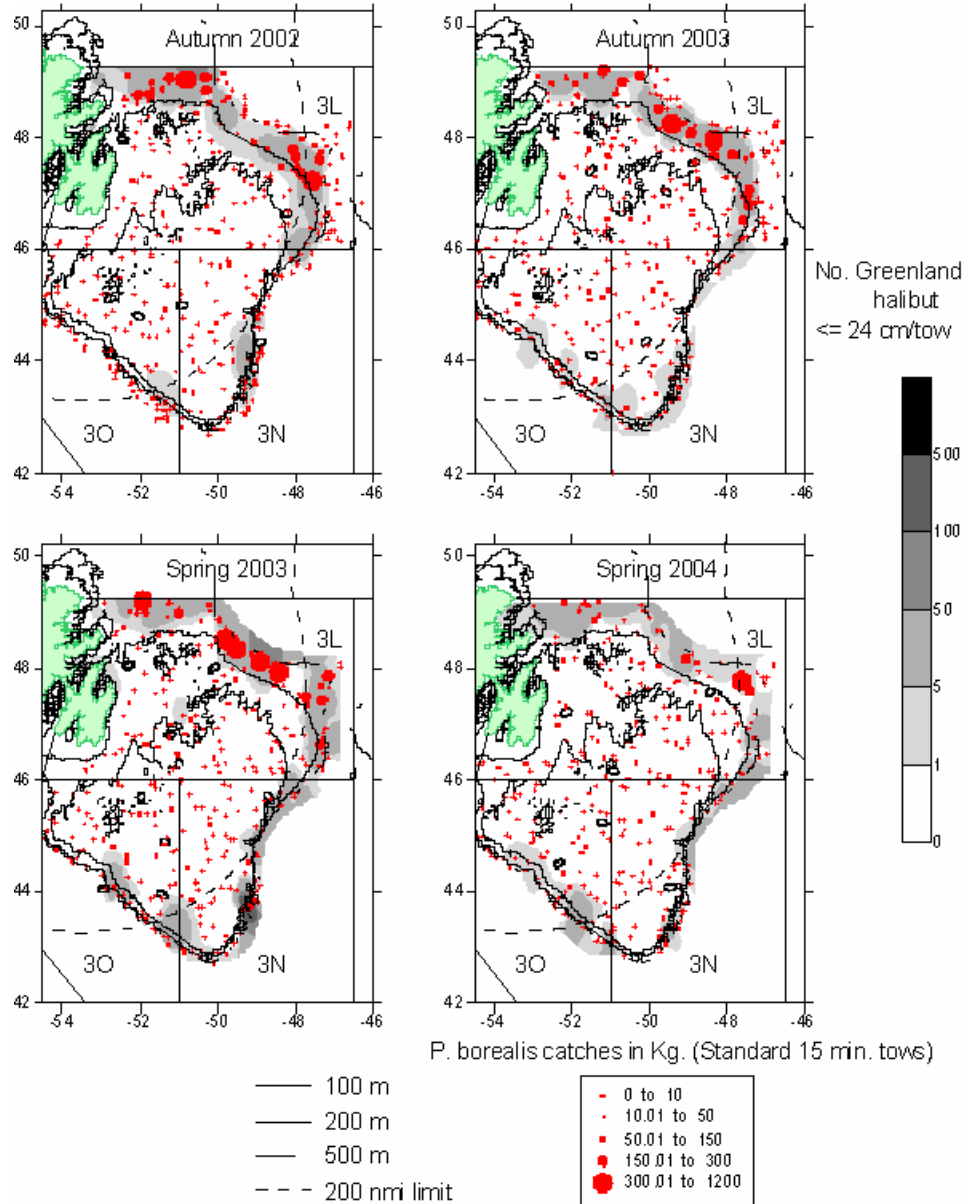 Autumn 2002
Autumn 2003
50
48
46
44
42
3L
3O
3N
-54
-52
-50
-48
-46
50
48
46
44
42
3L
3O
3N
-54
-52
-50
-48
-46
No. Greenland
halibut
<= 24 cm/tow
500
100
50
5
1
0
Spring 2003
Spring 2004
50
48
46
44
42
3L
3O
3N
-54
-52
-50
-48
-46
50
48
46
44
42
3L
3O
3N
-54
-52
-50
-48
-46
P. borealis catches in Kg. (Standard 15 min. tows)
100 m
200 m
500 m
200 nmi limit
0 to 10
10.01 to 50
50.01 to 150
150.01 to 300
300.01 to 1200